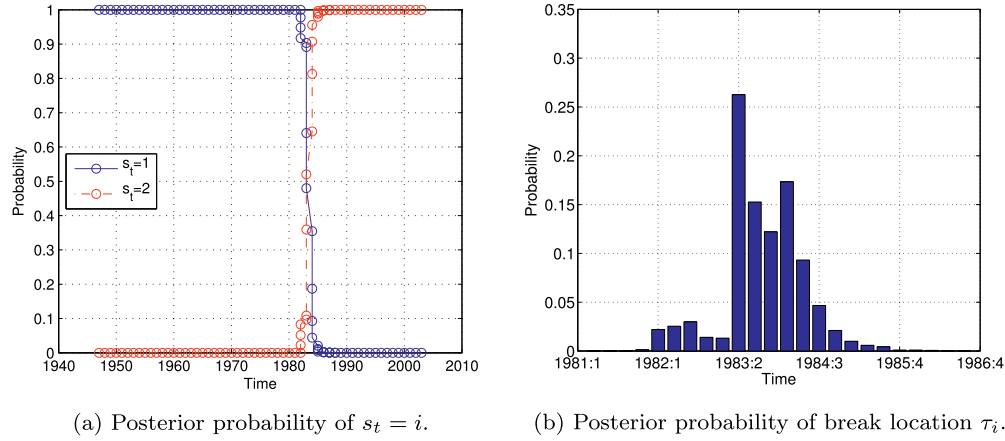 1
0.9
0.8
0.7
0.6
0.5
0.4
0.3
0.2
0.1
0
Probability
s_t=1
s_t=2
1940 1950 1960 1970 1980 1990 2000 2010
Time
(a) Posterior probability of s_t = i.
0.35
0.3
0.25
0.2
0.15
0.1
0.05
0
Probability
1981:1 1982:1 1983:2 1984:3 1985:4 1986:4
Time
(b) Posterior probability of break location τ_i.